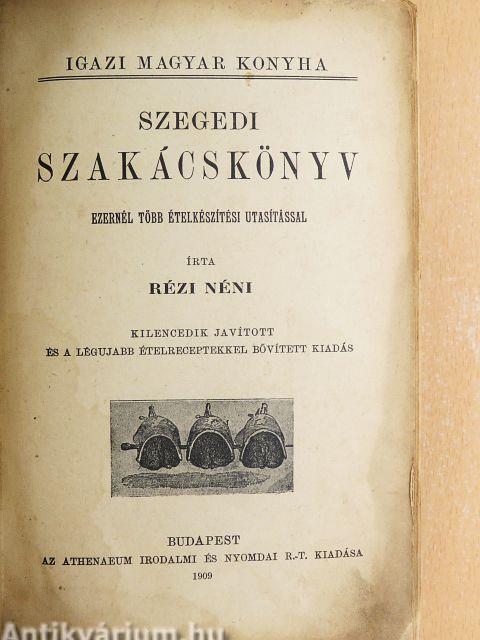 IGAZI MAGYAR KONYHA
SZEGEDI
SZAKÁCSKÖNYV
EZERNÉL TÖBB ÉTELKÉSZÍTÉSI UTASÍTÁSSAL
ÍRTA
RÉZI NÉNI
KILENCEDIK JAVÍTOTT
ÉS A LEGUJABB ÉTELRECEPTEKKEL BŐVÍTETT KIADÁS
BUDAPEST
AZ ATHENAEUM IRODALMI ÉS NYOMDAI R.-T. KIADÁSA
1909
Antikvárium.hu